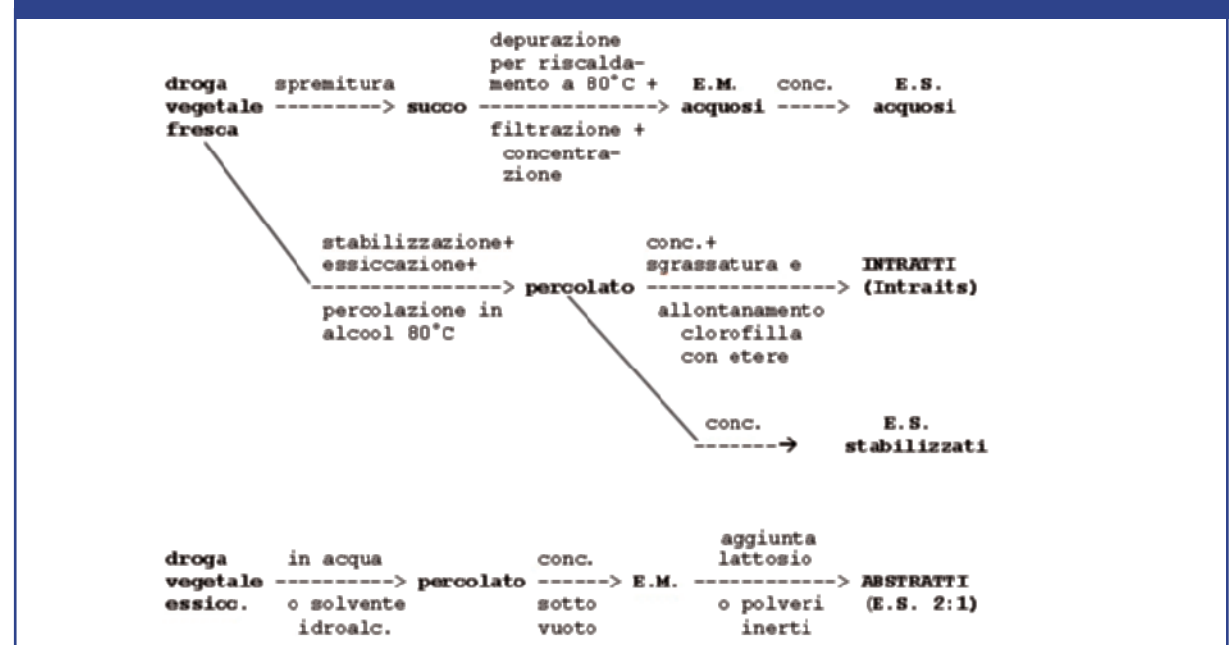 depurazione
per riscalda-
droga spremitura mento a 80°C + E.M. conc. E.S.
vegetale ---------> succo ---------------> acquosi -----> acquosi
fresca filtrazione +
concentra-
zione
stabilizzazione+ conc.+
essiccazione+ sgrassatura e INTRATTI
----------------> percolato ----------------> (Intraits)
percolazione in allontanamento
alcool 80°C clorofilla
con etere
conc. E.S.
-------→ stabilizzati
aggiunta
droga in acqua conc. lattosio
vegetale ----------> percolato ------> E.M. ------------> ABSTRATTI
essicc. o solvente sotto o polveri (E.S. 2:1)
idroalc. vuoto inerti